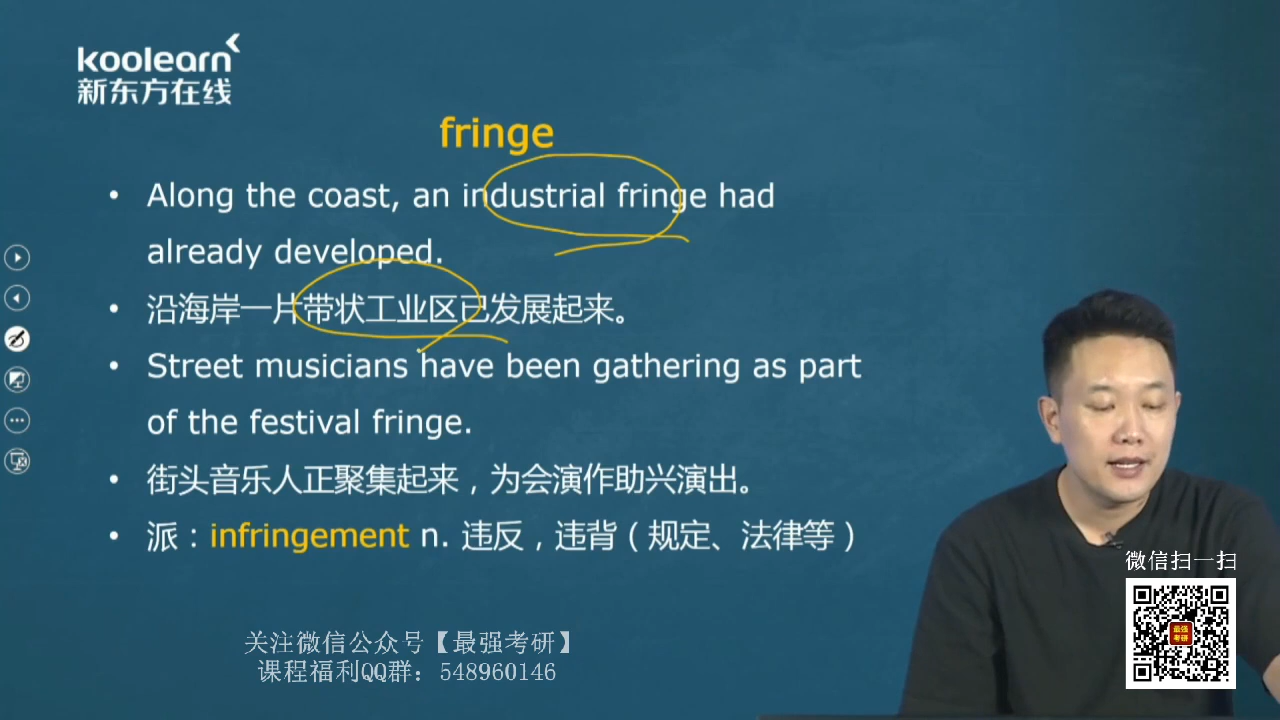 koolearn
新东方在线
fringe
• Along the coast, an industrial fringe had
already developed.
• 沿海岸一片带状工业区已发展起来。
• Street musicians have been gathering as part
of the festival fringe.
• 街头音乐人正聚集起来，为会演作助兴演出。
• 派：infringement n. 违反，违背（规定、法律等）
微信扫一扫
最强
考研
关注微信公众号【最强考研】
课程福利QQ群：548960146